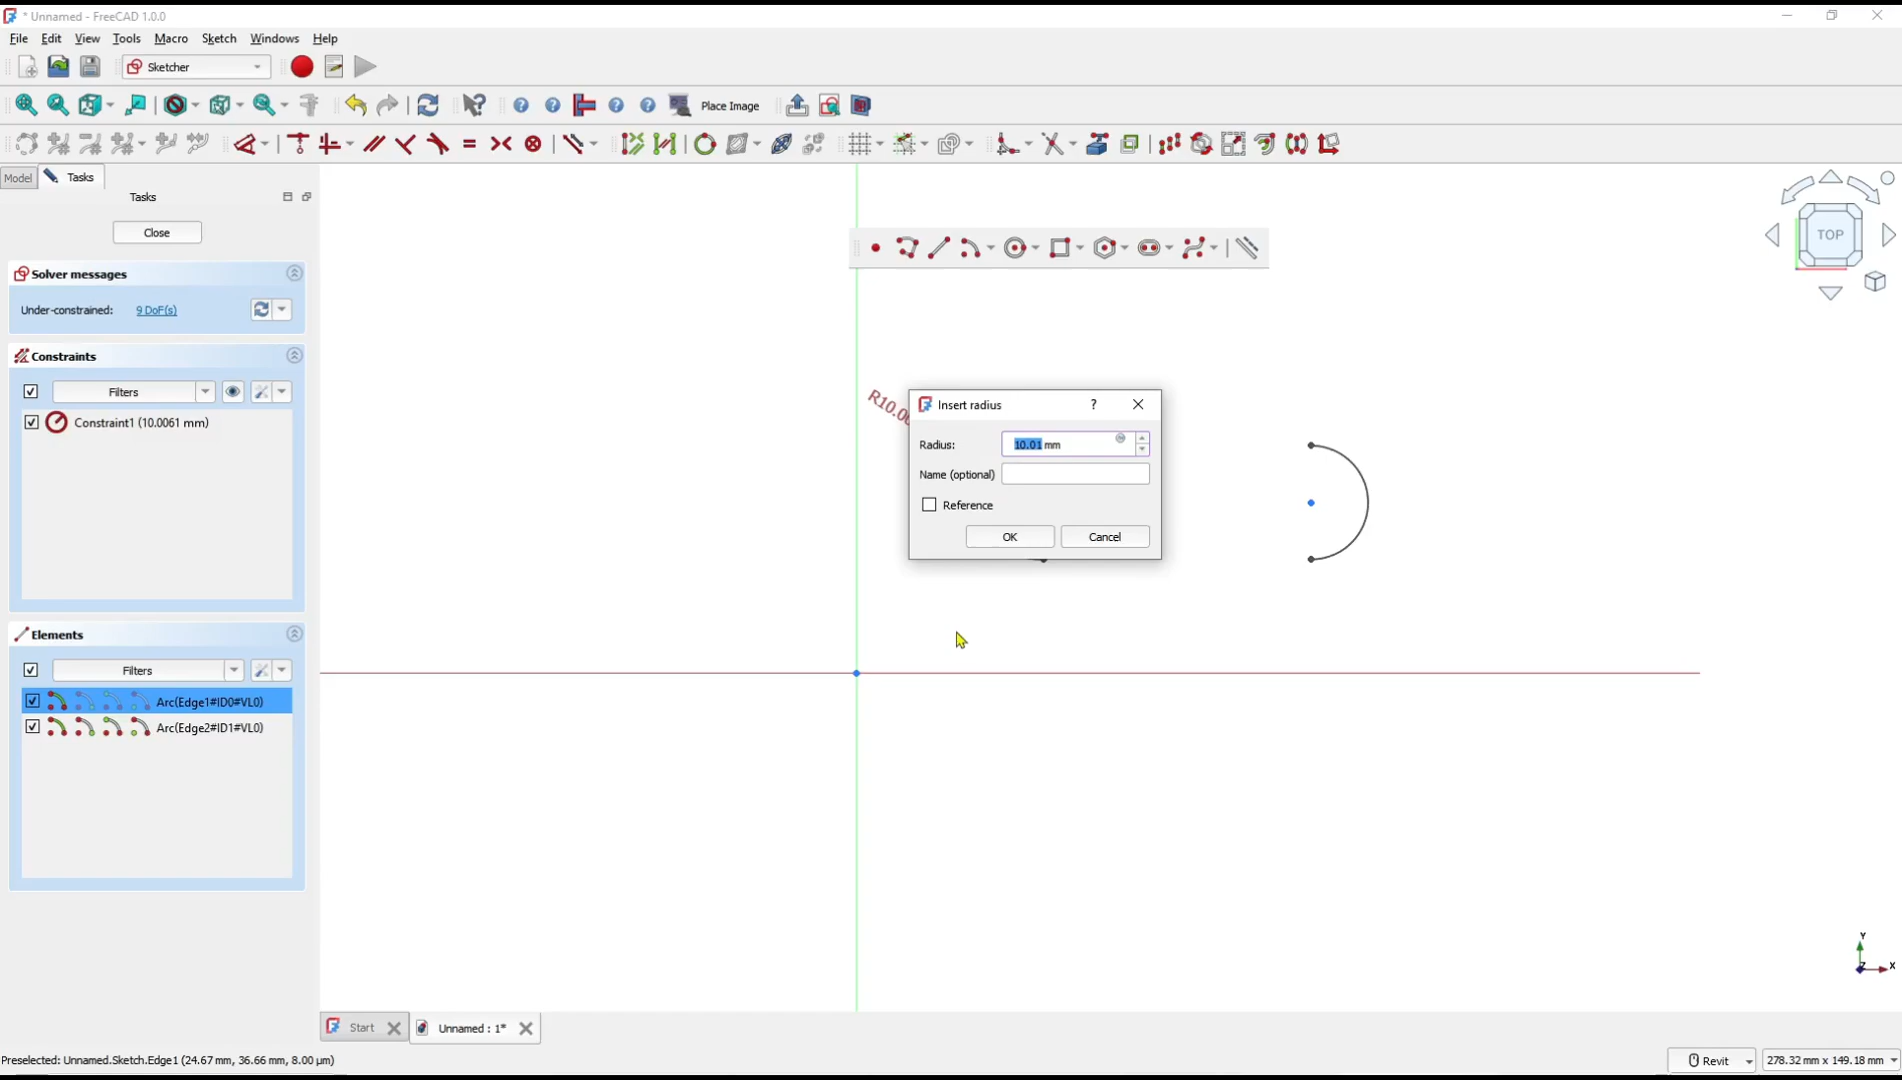 * Unnamed - FreeCAD 1.0.0
File Edit View Tools Macro Sketch Windows Help
Sketcher
Place Image
Model Tasks
Tasks
Close
Solver messages
Under-constrained: 9 DoF(s)
Constraints
Filters
Constraint1 (10.0061 mm)
Elements
Filters
Arc(Edge1#ID0#VL0)
Arc(Edge2#ID1#VL0)
TOP
Insert radius ?
Radius: 10.01 mm
Name (optional)
Reference
OK Cancel
Y
Z X
Start Unnamed : 1*
Preselected: Unnamed.Sketch.Edge1 (24.67 mm, 36.66 mm, 8.00 µm)
Revit 278.32 mm x 149.18 mm